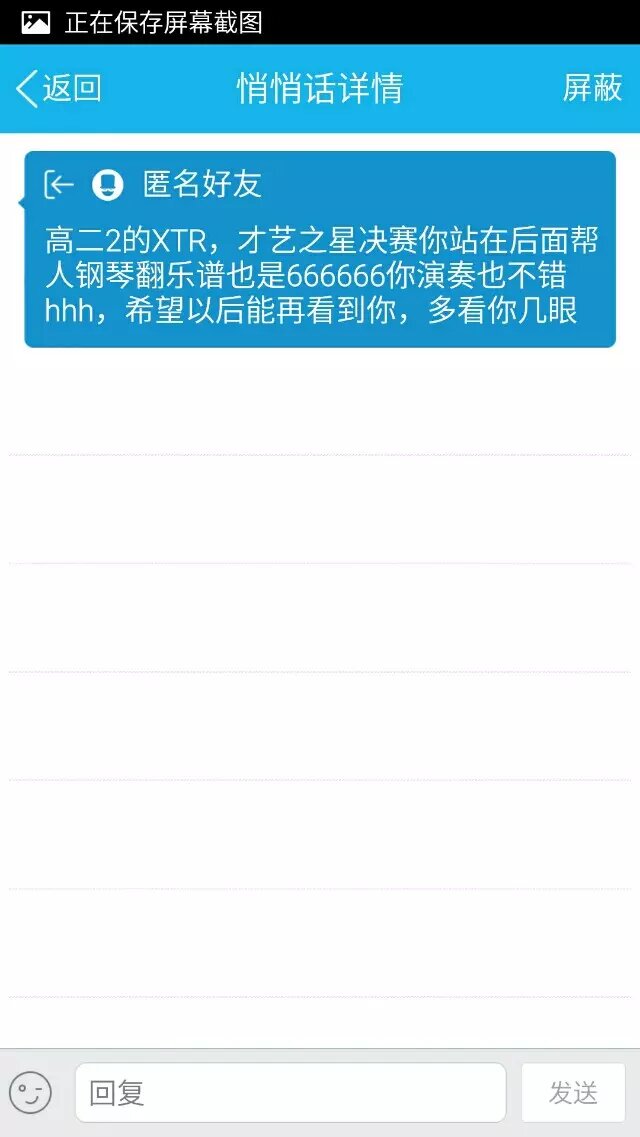 正在保存屏幕截图
返回 悄悄话详情 屏蔽
匿名好友
高二2的XTR，才艺之星决赛你站在后面帮
人钢琴翻乐谱也是666666你演奏也不错
hhh，希望以后能再看到你，多看你几眼
回复 发送